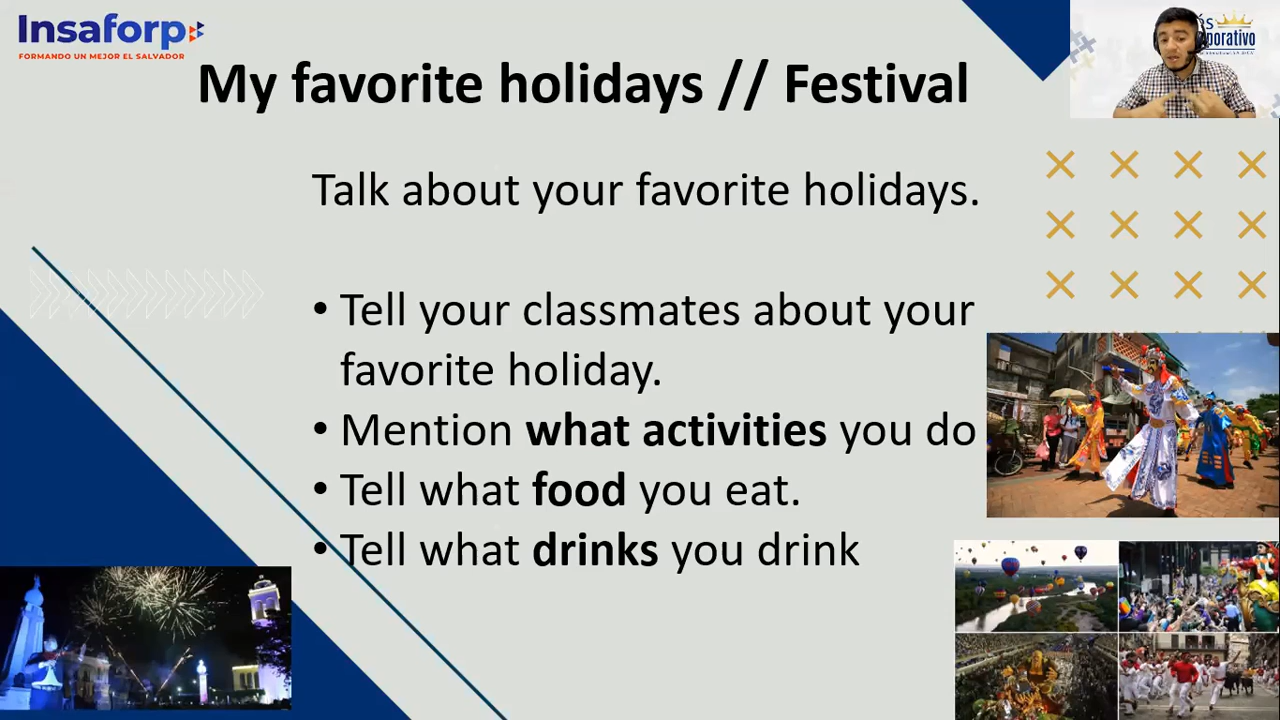 Insaforp
FORMANDO UN MEJOR EL SALVADOR
My favorite holidays // Festival
Talk about your favorite holidays.
• Tell your classmates about your
favorite holiday.
• Mention what activities you do
• Tell what food you eat.
• Tell what drinks you drink